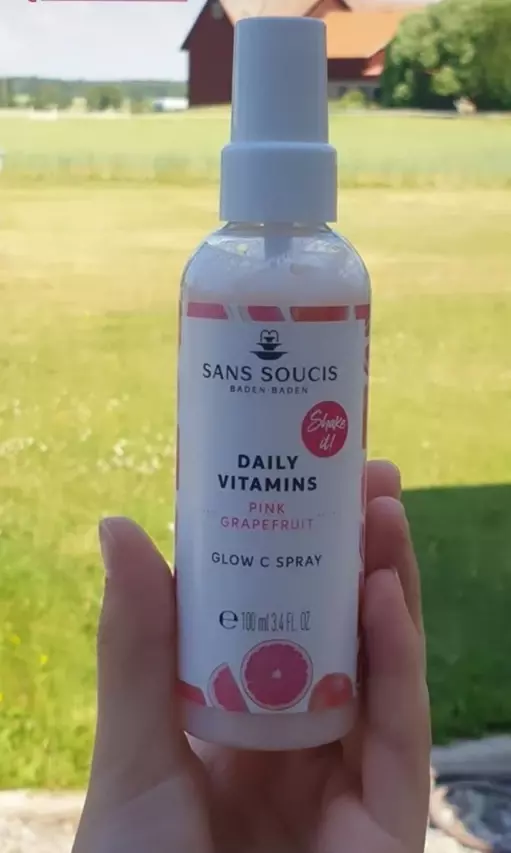 SANS SOUCIS
BADEN·BADEN
Shake
it!
DAILY
VITAMINS
PINK
GRAPEFRUIT
GLOW C SPRAY
℮ 100 ml 3.4 FL. OZ